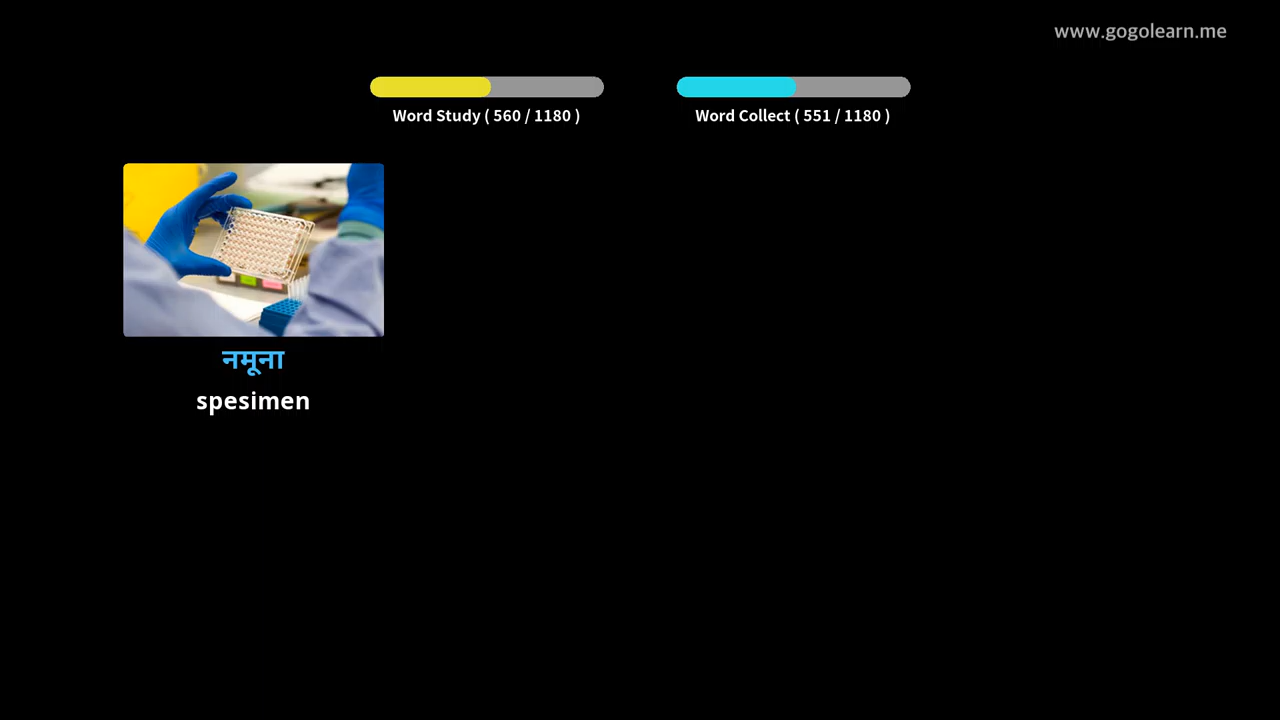 www.gogolearn.me
Word Study ( 560 / 1180 )
Word Collect ( 551 / 1180 )
नमूना
spesimen